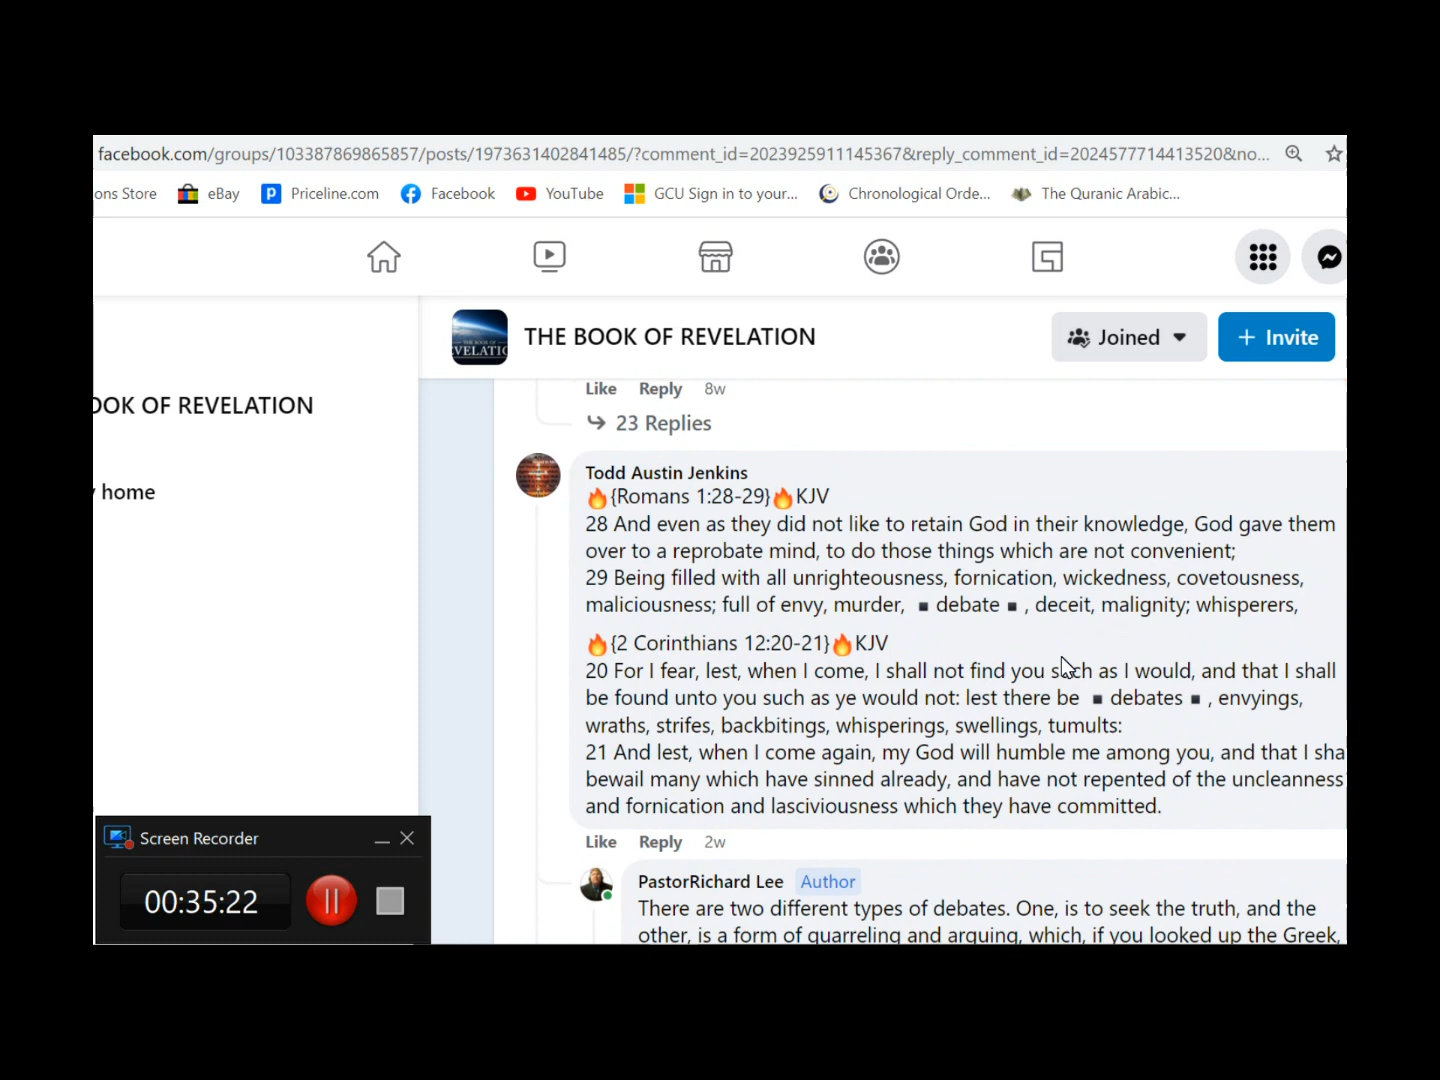 facebook.com/groups/103387869865857/posts/1973631402841485/?comment_id=2023925911145367&reply_comment_id=2024577714413520&no...
ons Store eBay Priceline.com Facebook YouTube GCU Sign in to your... Chronological Orde... The Quranic Arabic...
THE BOOK OF REVELATION Joined + Invite
OOK OF REVELATION
home
Like Reply 8w
23 Replies
Todd Austin Jenkins
🔥{Romans 1:28-29}🔥KJV
28 And even as they did not like to retain God in their knowledge, God gave them
over to a reprobate mind, to do those things which are not convenient;
29 Being filled with all unrighteousness, fornication, wickedness, covetousness,
maliciousness; full of envy, murder, ▪debate▪, deceit, malignity; whisperers,
🔥{2 Corinthians 12:20-21}🔥KJV
20 For I fear, lest, when I come, I shall not find you such as I would, and that I shall
be found unto you such as ye would not: lest there be ▪debates▪, envyings,
wraths, strifes, backbitings, whisperings, swellings, tumults:
21 And lest, when I come again, my God will humble me among you, and that I sha
bewail many which have sinned already, and have not repented of the uncleanness
and fornication and lasciviousness which they have committed.
Like Reply 2w
PastorRichard Lee Author
There are two different types of debates. One, is to seek the truth, and the
other, is a form of quarreling and arguing, which, if you looked up the Greek,
Screen Recorder
00:35:22